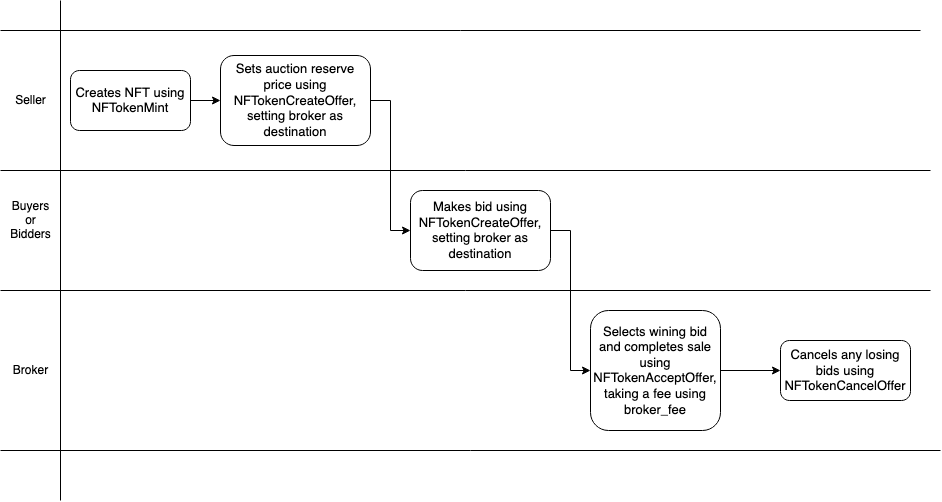 Seller
Creates NFT using
NFTokenMint
Sets auction reserve
price using
NFTokenCreateOffer,
setting broker as
destination
Buyers
or
Bidders
Makes bid using
NFTokenCreateOffer,
setting broker as
destination
Broker
Selects wining bid
and completes sale
using
NFTokenAcceptOffer,
taking a fee using
broker_fee
Cancels any losing
bids using
NFTokenCancelOffer